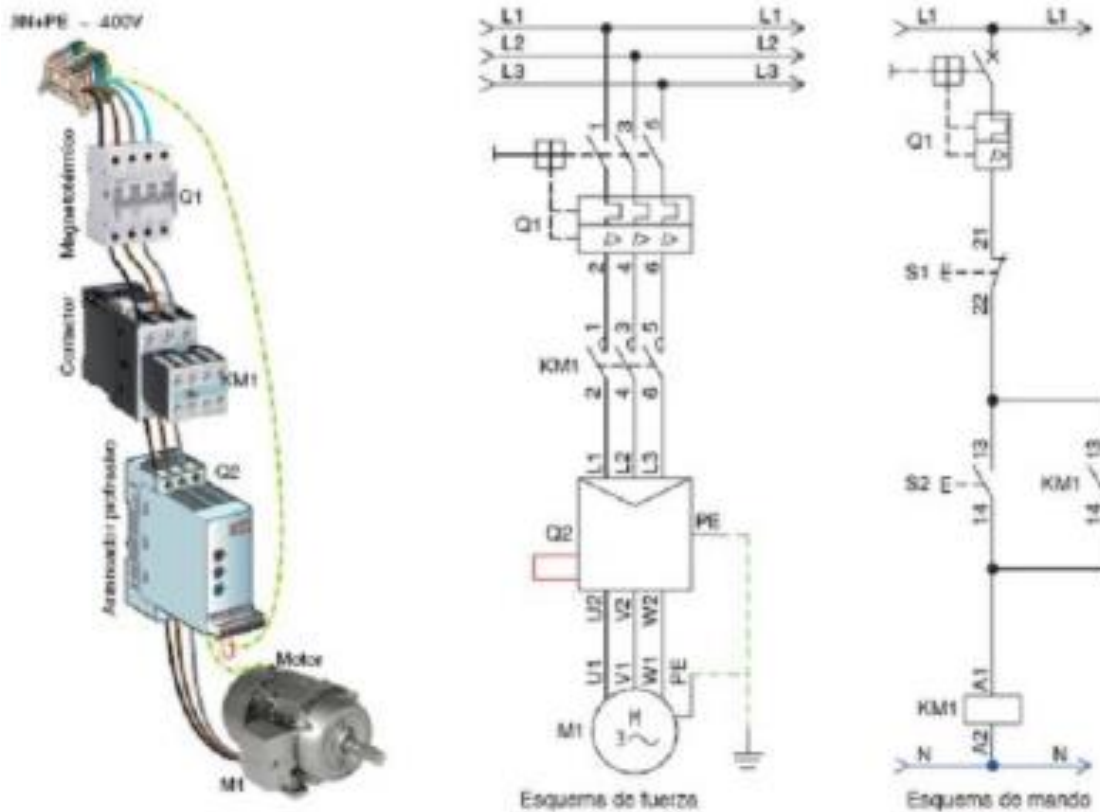 3N+PE ~ 400V
Magnetotérmico
Q1
Contactor
KM1
Arrancador progresivo
Q2
Motor
M1
L1 L1
L2 L2
L3 L3
1 3 5
Q1
2 4 6
1 3 5
KM1
2 4 6
L1 L2 L3
Q2
PE
U2 V2 W2
U1 V1 W1 PE
M1
M
3
Esquema de fuerza
L1 L1
Q1
21
S1
22
13 13
S2 KM1
14 14
A1
KM1
A2
N N
Esquema de mando